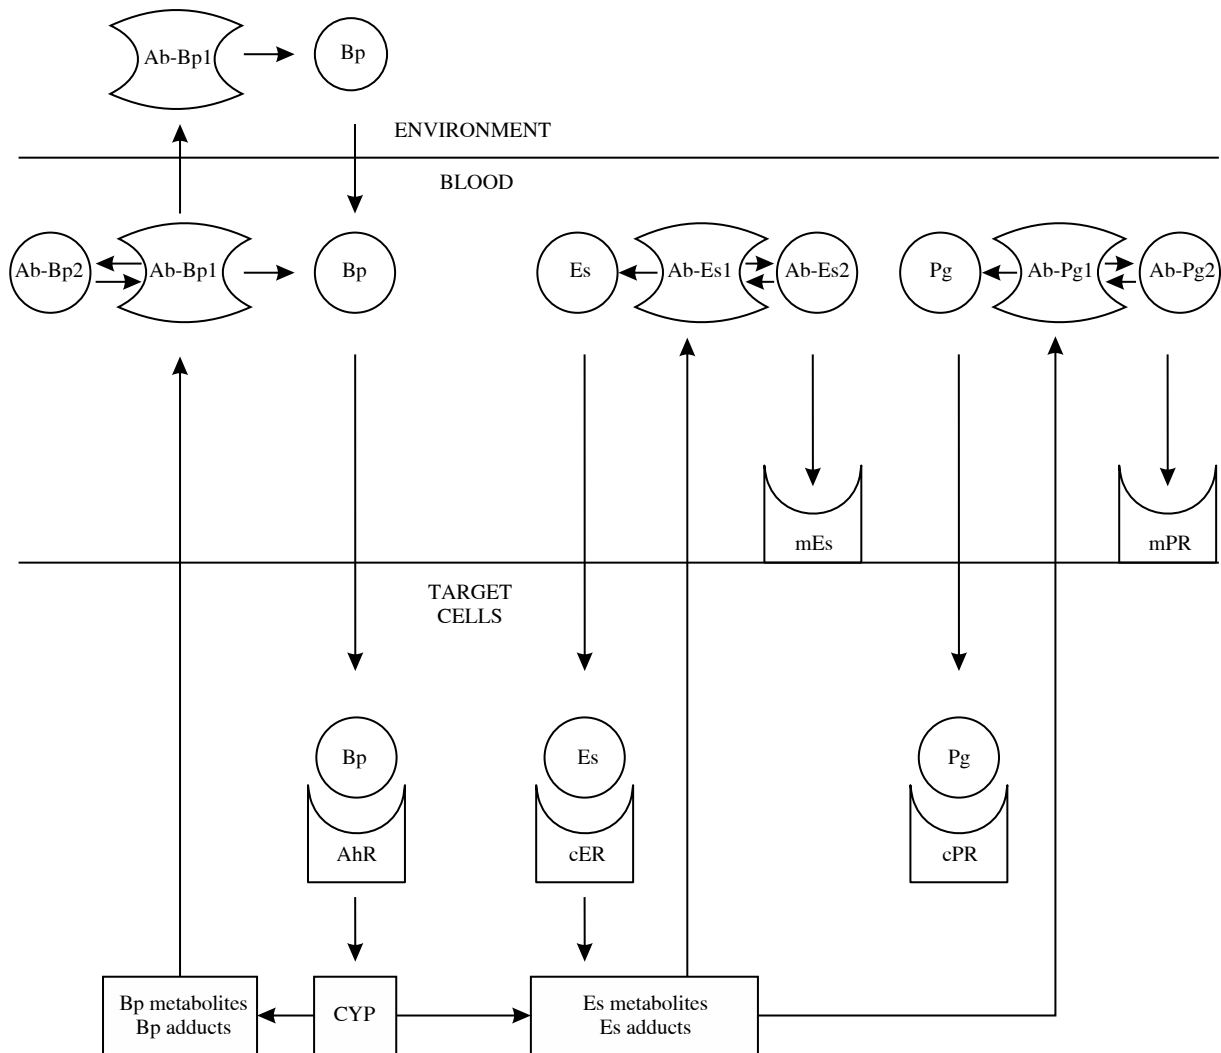 Ab-Bp1
Bp
ENVIRONMENT
BLOOD
Ab-Bp2
Ab-Bp1
Bp
Es
Ab-Es1
Ab-Es2
Pg
Ab-Pg1
Ab-Pg2
mEs
mPR
TARGET
CELLS
Bp
Es
Pg
AhR
cER
cPR
Bp metabolites
Bp adducts
CYP
Es metabolites
Es adducts